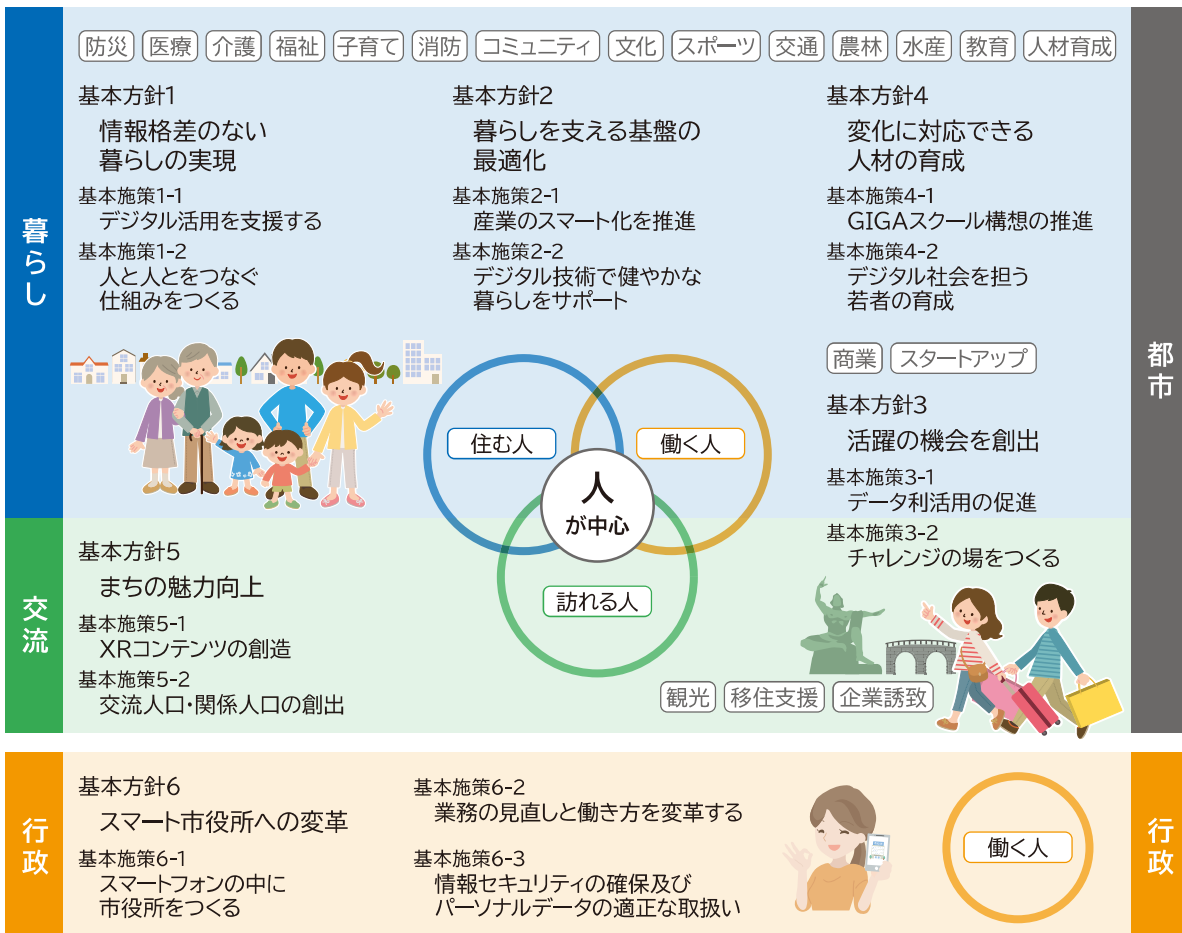 防災 医療 介護 福祉 子育て 消防 コミュニティ 文化 スポーツ 交通 農林 水産 教育 人材育成
暮らし
基本方針1
情報格差のない
暮らしの実現
基本施策1-1
デジタル活用を支援する
基本施策1-2
人と人とをつなぐ
仕組みをつくる
基本方針2
暮らしを支える基盤の
最適化
基本施策2-1
産業のスマート化を推進
基本施策2-2
デジタル技術で健やかな
暮らしをサポート
基本方針4
変化に対応できる
人材の育成
基本施策4-1
GIGAスクール構想の推進
基本施策4-2
デジタル社会を担う
若者の育成
都市
商業 スタートアップ
基本方針3
活躍の機会を創出
基本施策3-1
データ利活用の促進
基本施策3-2
チャレンジの場をつくる
住む人
働く人
人
が中心
訪れる人
交流
基本方針5
まちの魅力向上
基本施策5-1
XRコンテンツの創造
基本施策5-2
交流人口・関係人口の創出
観光 移住支援 企業誘致
行政
基本方針6
スマート市役所への変革
基本施策6-1
スマートフォンの中に
市役所をつくる
基本施策6-2
業務の見直しと働き方を変革する
基本施策6-3
情報セキュリティの確保及び
パーソナルデータの適正な取扱い
働く人
行政